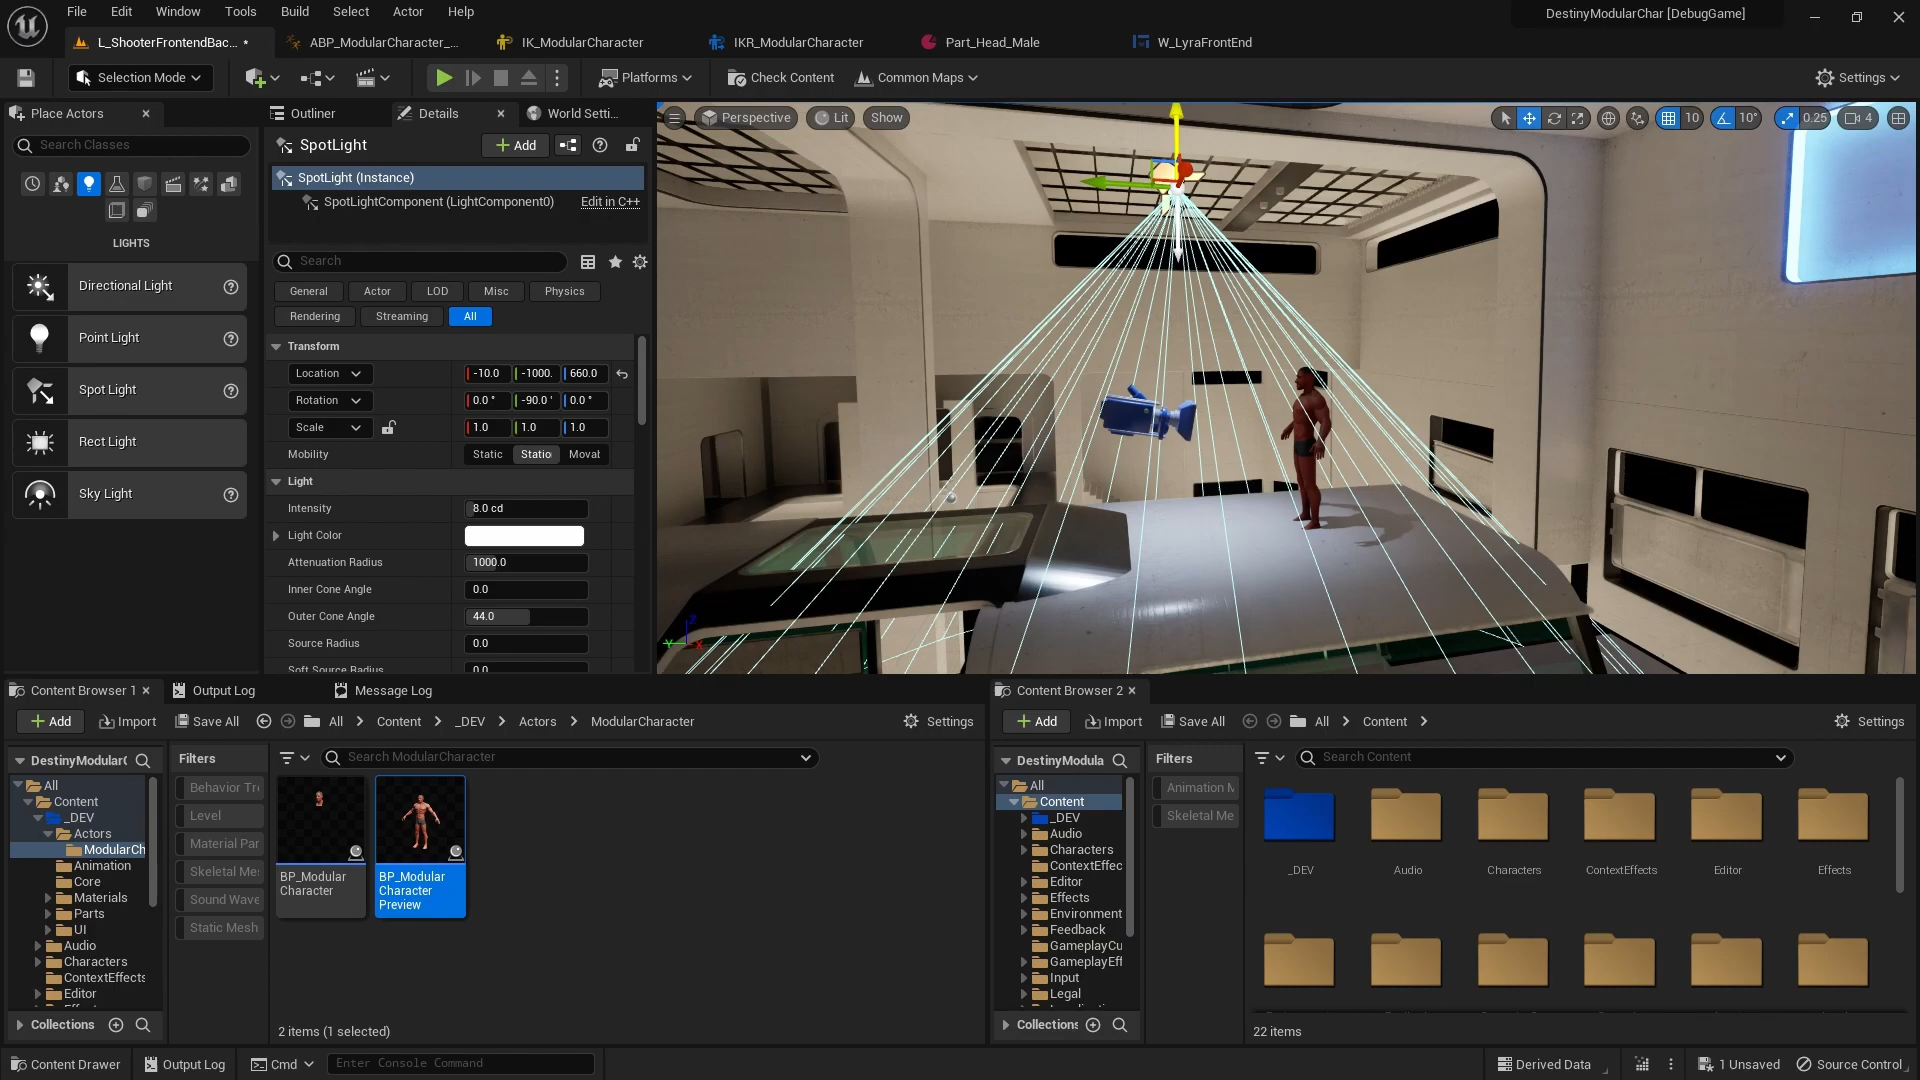 File Edit Window Tools Build Select Actor Help
DestinyModularChar [DebugGame]
L_ShooterFrontendBac... •
ABP_ModularCharacter_...
IK_ModularCharacter
IKR_ModularCharacter
Part_Head_Male
W_LyraFrontEnd
Selection Mode
Platforms
Check Content
Common Maps
Settings
Place Actors
Search Classes
LIGHTS
Directional Light
Point Light
Spot Light
Rect Light
Sky Light
Outliner
Details
World Setti...
SpotLight
Add
SpotLight (Instance)
SpotLightComponent (LightComponent0)
Edit in C++
Search
General
Actor
LOD
Misc
Physics
Rendering
Streaming
All
Transform
Location
-10.0 -1000. 660.0
Rotation
0.0 ° -90.0 ° 0.0 °
Scale
1.0 1.0 1.0
Mobility
Static Statio Movat
Light
Intensity
8.0 cd
Light Color
Attenuation Radius
1000.0
Inner Cone Angle
0.0
Outer Cone Angle
44.0
Source Radius
0.0
Soft Source Radius
0.0
Perspective
Lit
Show
10
10°
0.25
4
Z
Y
X
Content Browser 1
Output Log
Message Log
Add
Import
Save All
All
Content
_DEV
Actors
ModularCharacter
Settings
DestinyModular(
All
Content
_DEV
Actors
ModularCh
Animation
Core
Materials
Parts
UI
Audio
Characters
ContextEffects
Editor
Collections
Filters
Behavior Tre
Level
Material Par
Skeletal Mes
Sound Wave
Static Mesh
Search ModularCharacter
BP_Modular
Character
BP_Modular
Character
Preview
2 items (1 selected)
Content Browser 2
Add
Import
Save All
All
Content
Settings
DestinyModula
All
Content
_DEV
Audio
Characters
ContextEffec
Editor
Effects
Environment
Feedback
GameplayCu
GameplayEff
Input
Legal
Collections
Filters
Animation M
Skeletal Me
Search Content
_DEV
Audio
Characters
ContextEffects
Editor
Effects
22 items
Content Drawer
Output Log
Cmd
Enter Console Command
Derived Data
1 Unsaved
Source Control